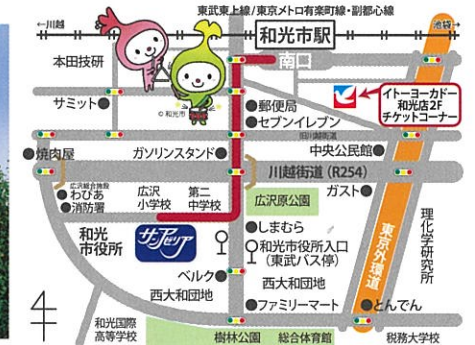 東武東上線/東京メトロ有楽町線・副都心線
←川越
和光市駅
池袋→
本田技研
南口
サミット
郵便局
セブンイレブン
イトーヨーカドー
和光店2F
チケットコーナー
©和光市
旧川越街道
焼肉屋
ガソリンスタンド
中央公民館
川越街道(R254)
広沢複合施設
わぴあ
消防署
広沢
小学校
第二
中学校
広沢原公園
ガスト
和光
市役所
サンアゼリア
しまむら
和光市役所入口
(東武バス停)
東京外環道
理化学研究所
ベルク
西大和団地
西大和団地
ファミリーマート
とんでん
和光国際
高等学校
樹林公園
総合体育館
税務大学校